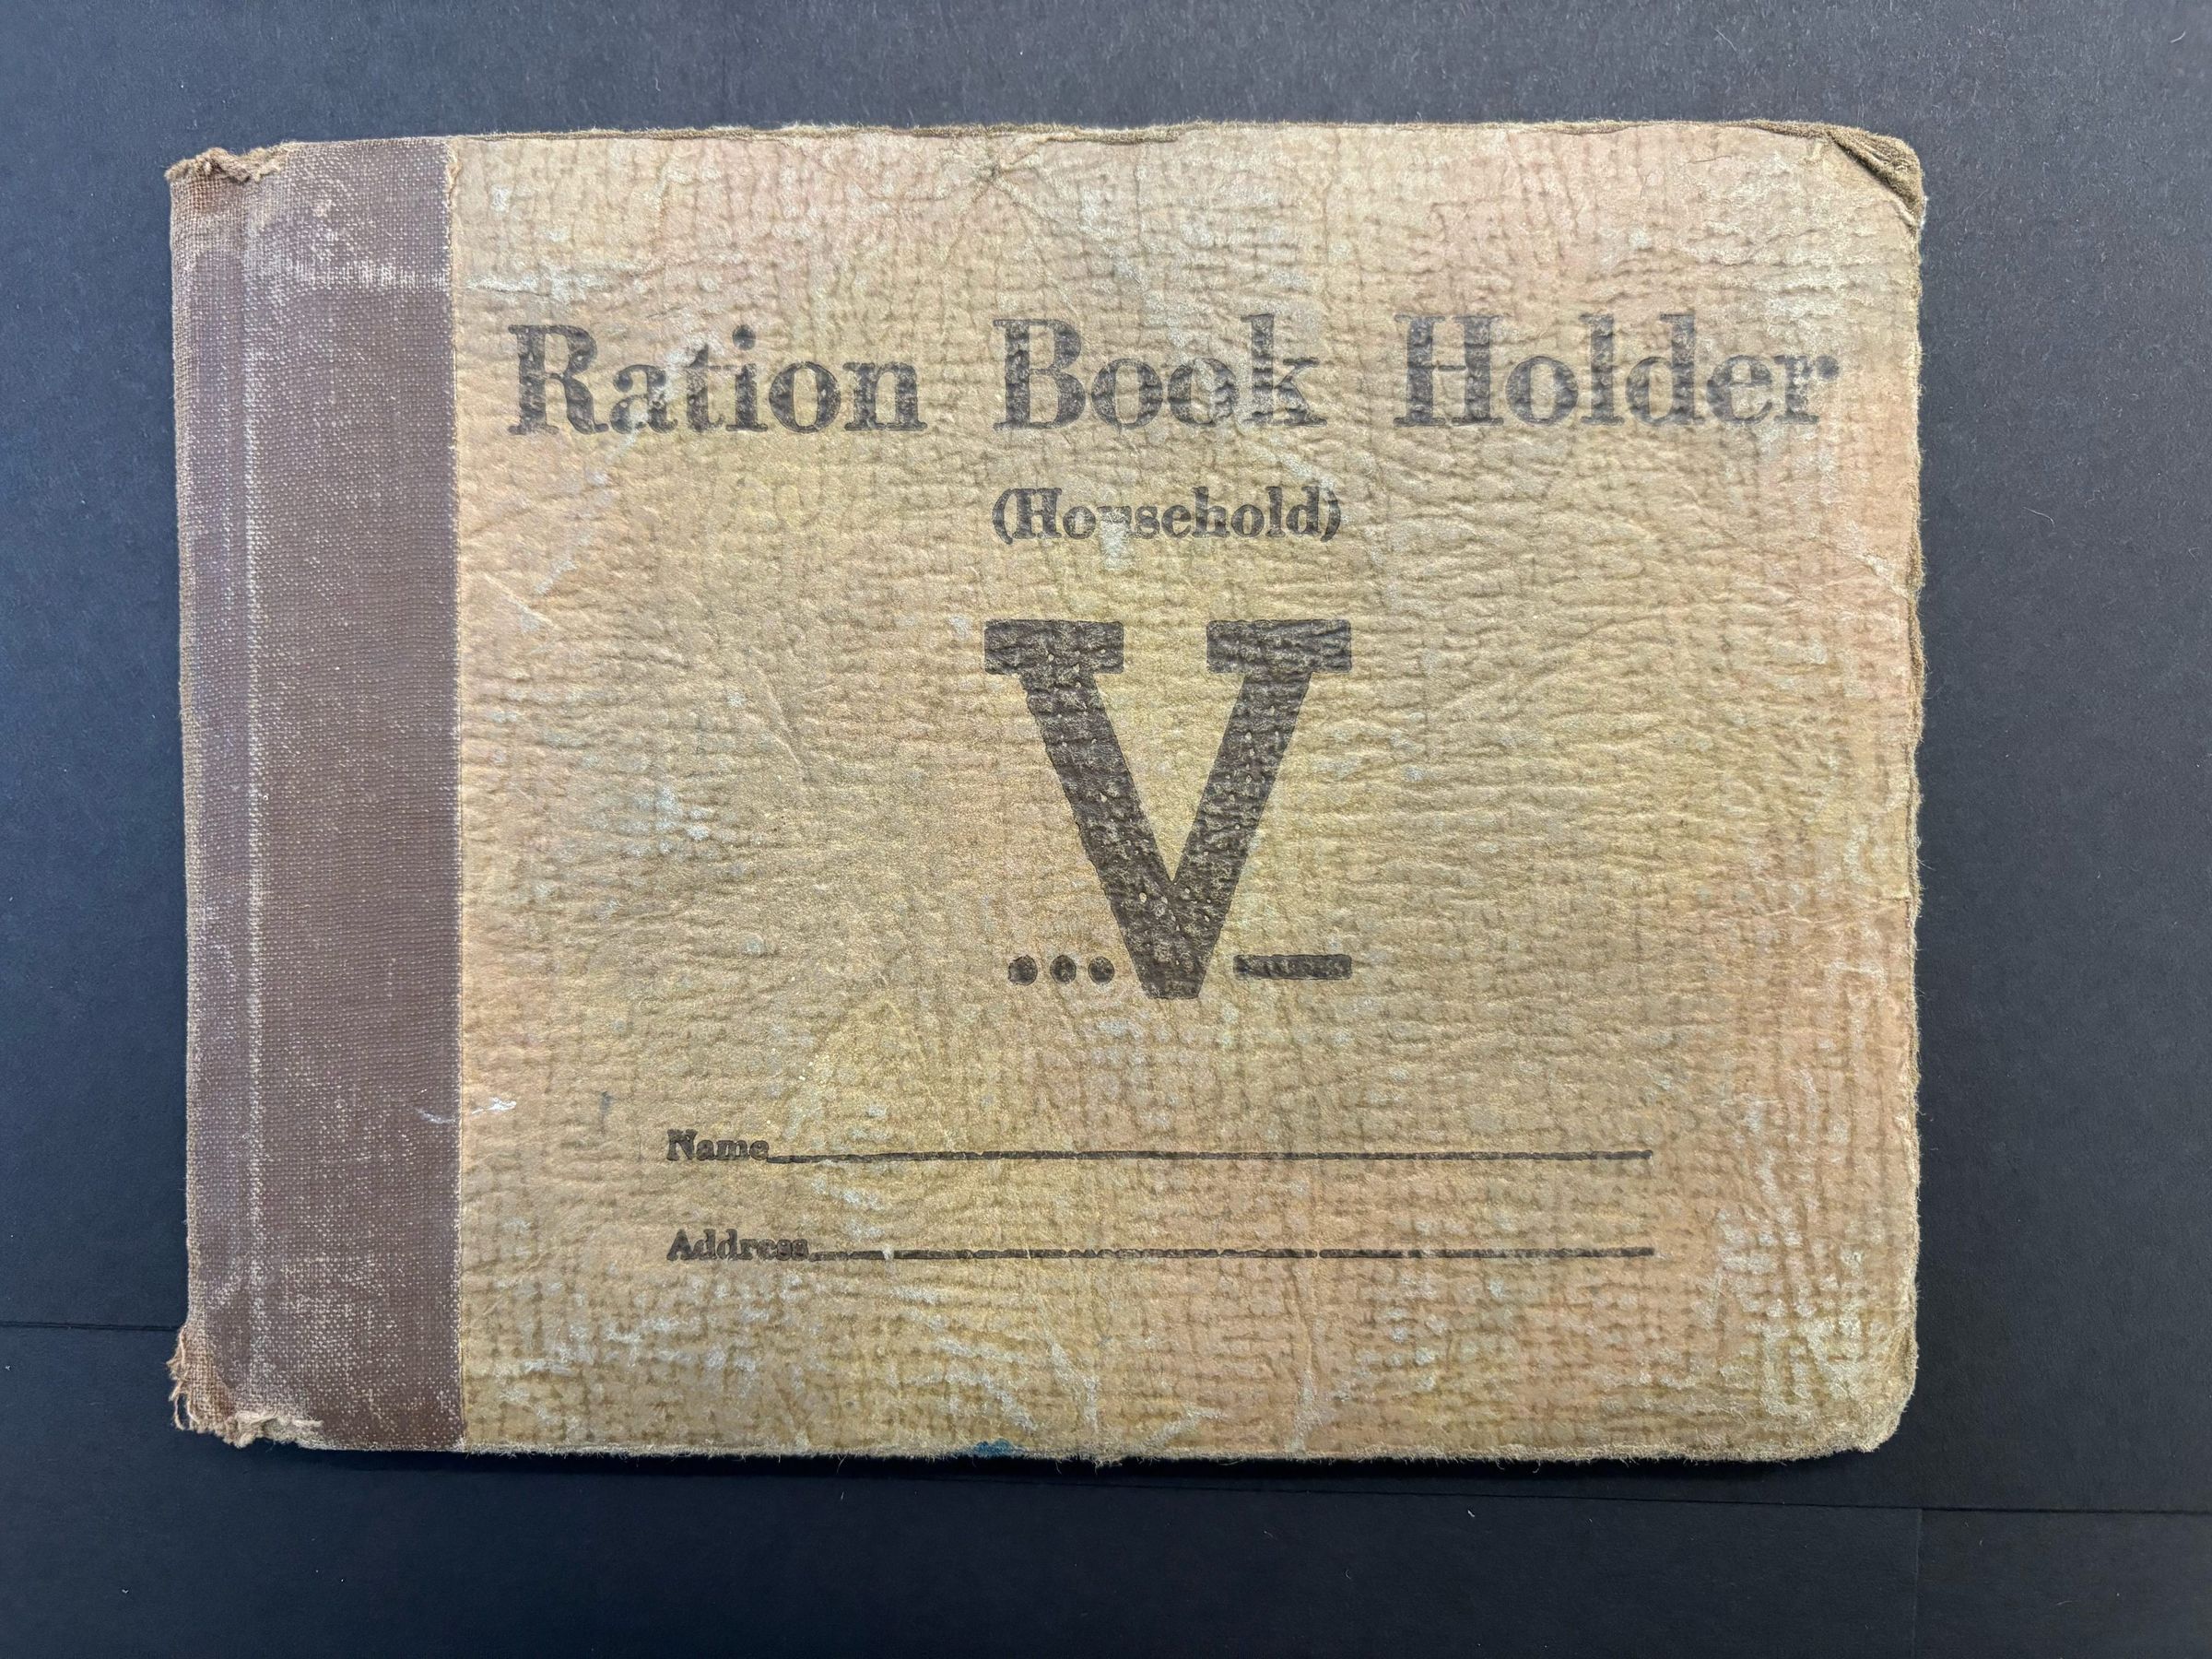 Ration Book Holder
(Household)
V
...—
Name
Address